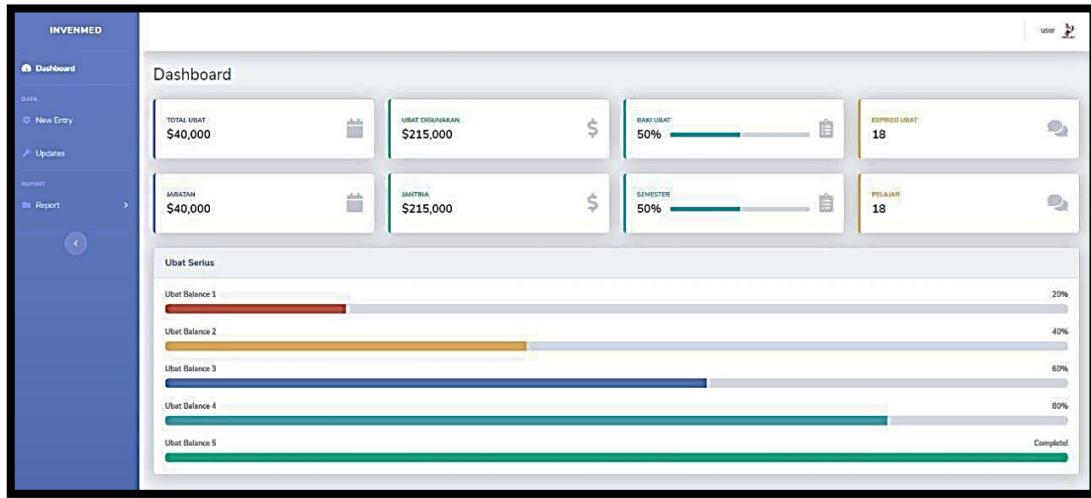 INVENMED
user
Dashboard
DATA
New Entry
Updates
REPORT
Report
Dashboard
TOTAL UBAT
$40,000
UBAT DIGUNAKAN
$215,000
BAKI UBAT
50%
EXPIRED UBAT
18
JABATAN
$40,000
JANTINA
$215,000
SEMESTER
50%
PELAJAR
18
Ubat Serius
Ubat Balance 1 20%
Ubat Balance 2 40%
Ubat Balance 3 60%
Ubat Balance 4 80%
Ubat Balance 5 Complete!